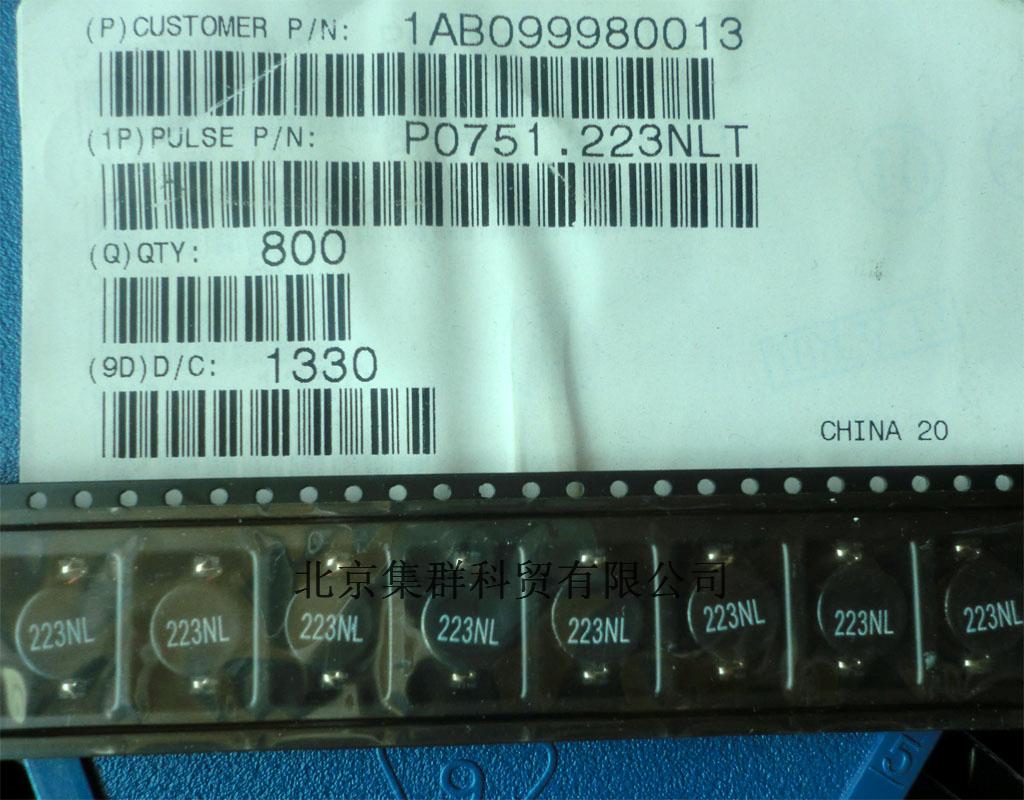 (P)CUSTOMER P/N: 1AB099980013
(1P)PULSE P/N: P0751.223NLT
(Q)QTY: 800
(9D)D/C: 1330
CHINA 20
北京集群科贸有限公司
223NL 223NL 223NL 223NL 223NL 223NL 223NL 223NL